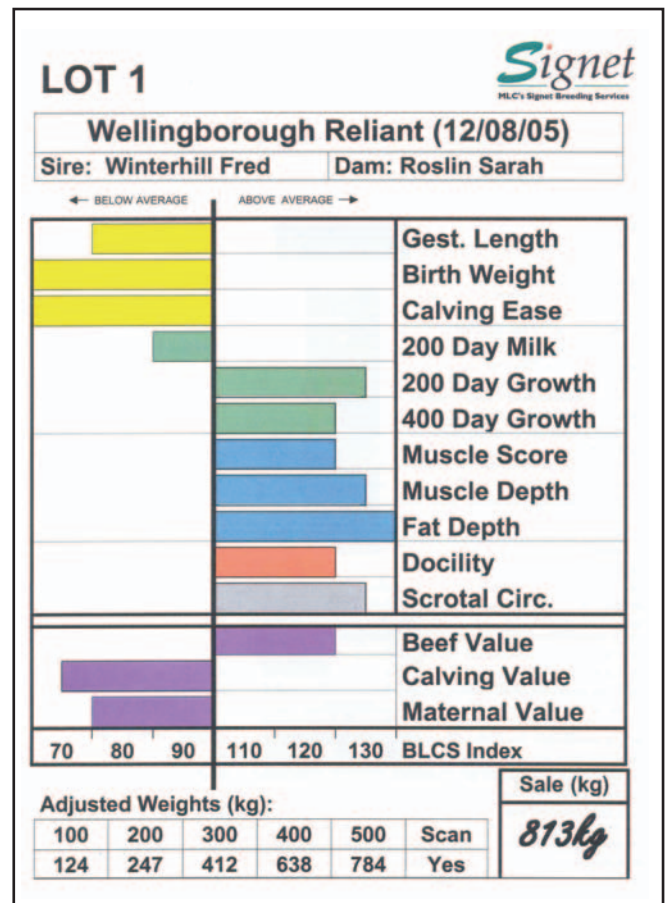 LOT 1
Signet
MLC's Signet Breeding Services
Wellingborough Reliant (12/08/05)
Sire: Winterhill Fred Dam: Roslin Sarah
← BELOW AVERAGE ABOVE AVERAGE →
Gest. Length
Birth Weight
Calving Ease
200 Day Milk
200 Day Growth
400 Day Growth
Muscle Score
Muscle Depth
Fat Depth
Docility
Scrotal Circ.
Beef Value
Calving Value
Maternal Value
70 80 90 110 120 130 BLCS Index
Sale (kg)
813kg
Adjusted Weights (kg):
100 200 300 400 500 Scan
124 247 412 638 784 Yes